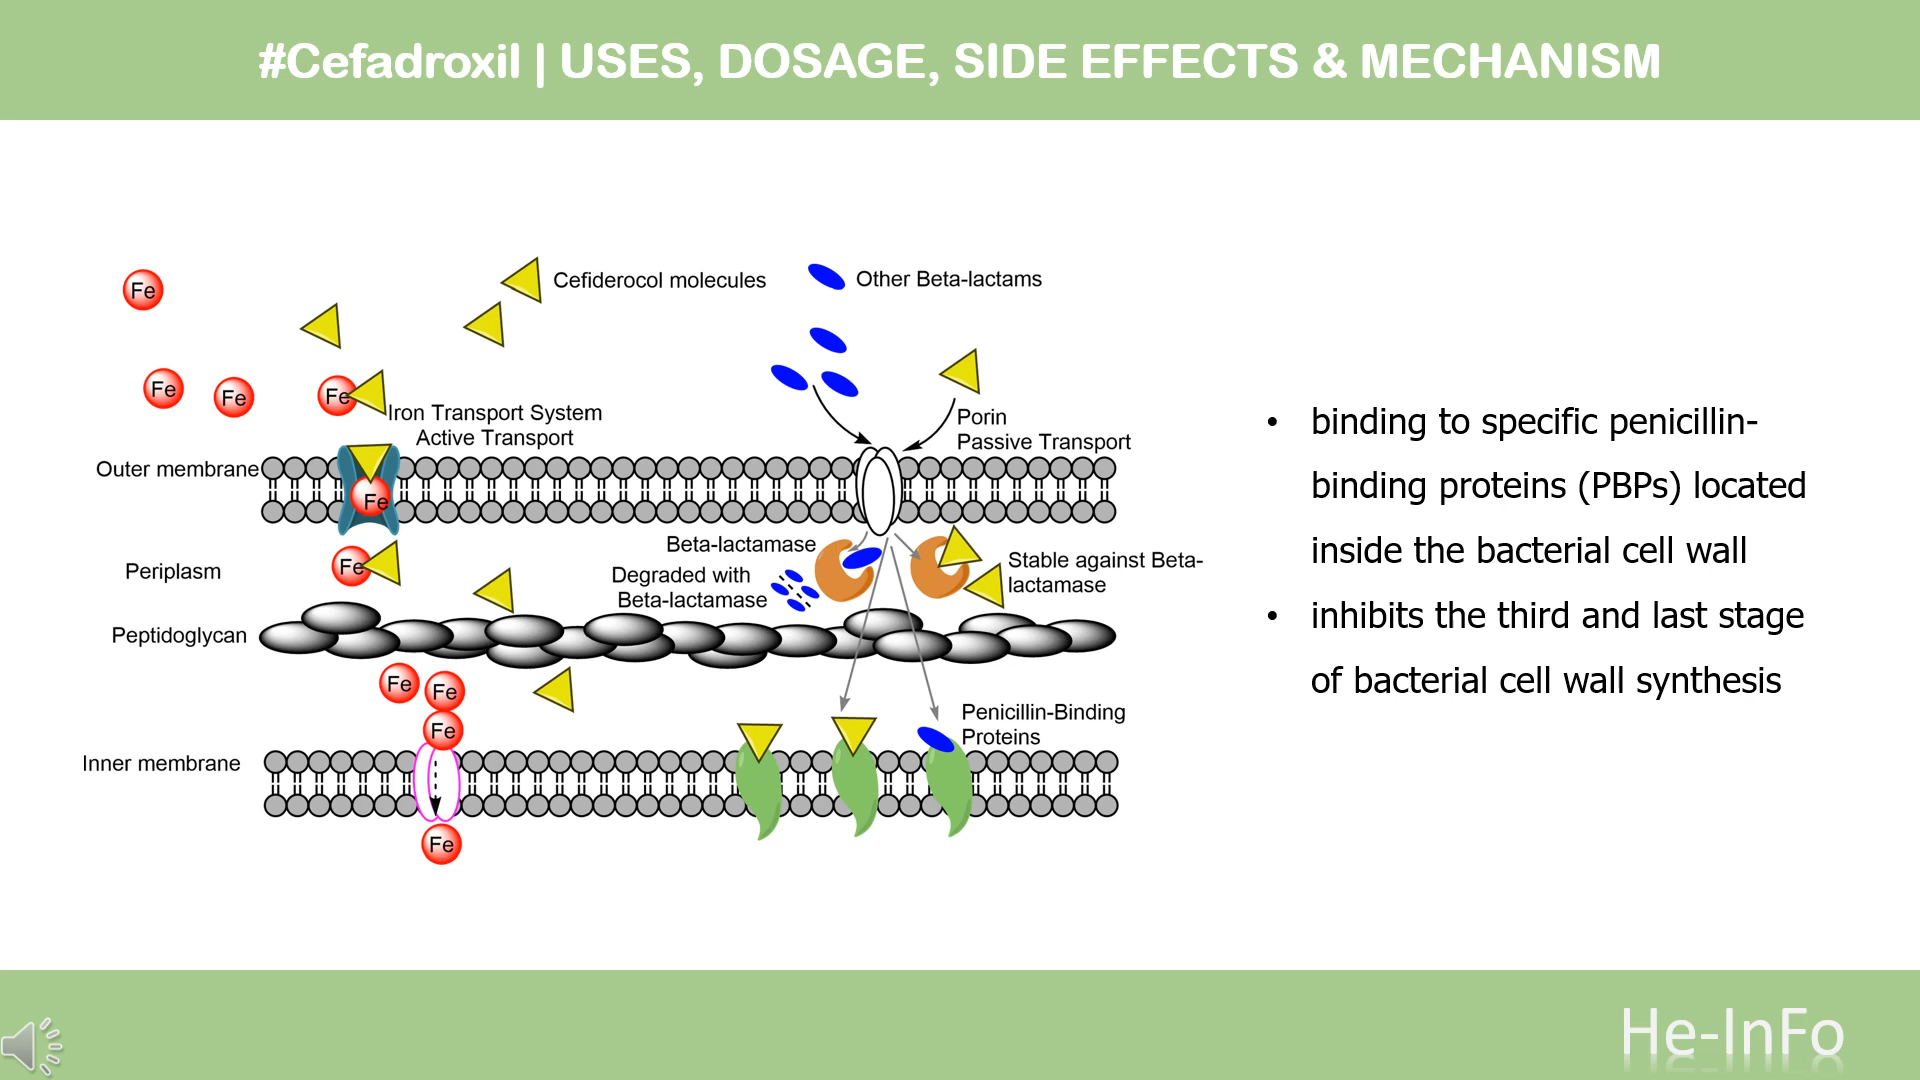 #Cefadroxil | USES, DOSAGE, SIDE EFFECTS & MECHANISM
Fe
Cefiderocol molecules
Other Beta-lactams
Fe
Fe
Fe
Iron Transport System
Active Transport
Porin
Passive Transport
Outer membrane
Fe
Beta-lactamase
Periplasm
Fe
Degraded with
Beta-lactamase
Stable against Beta-
lactamase
Peptidoglycan
Fe
Fe
Fe
Penicillin-Binding
Proteins
Inner membrane
Fe
• binding to specific penicillin-
binding proteins (PBPs) located
inside the bacterial cell wall
• inhibits the third and last stage
of bacterial cell wall synthesis
He-InFo